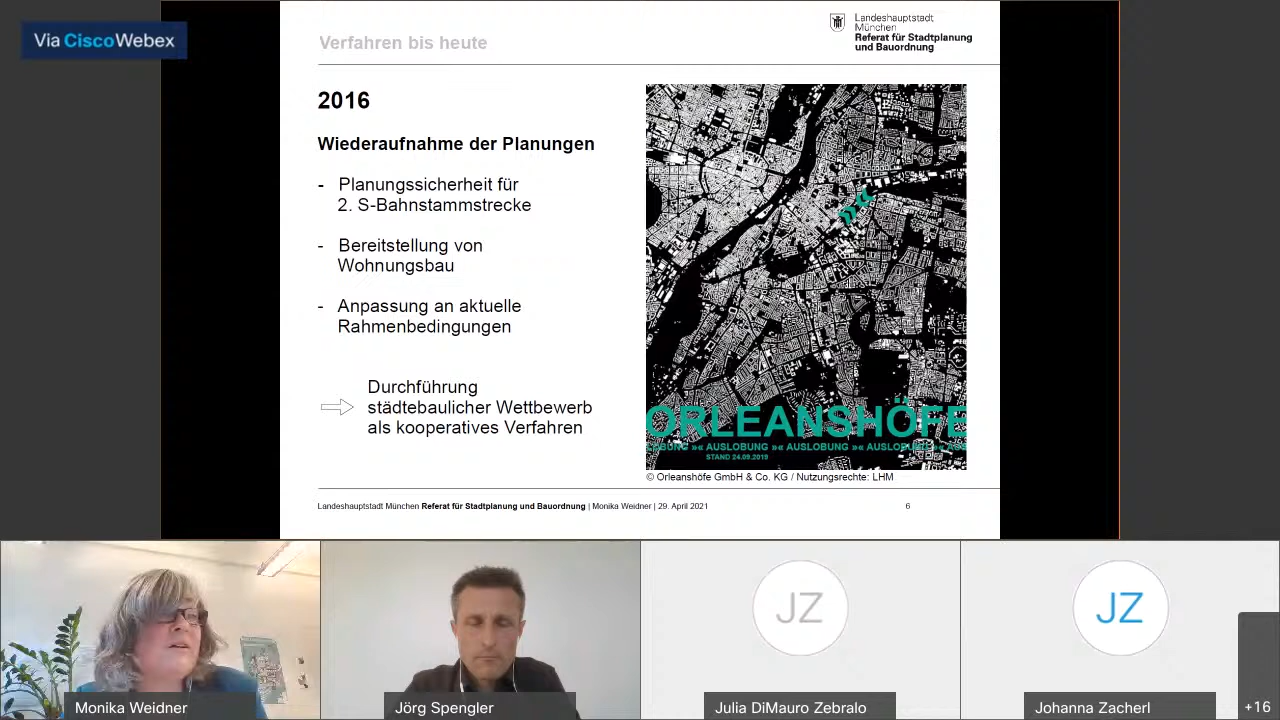 Via CiscoWebex
Verfahren bis heute
Landeshauptstadt
München
Referat für Stadtplanung
und Bauordnung
2016
Wiederaufnahme der Planungen
- Planungssicherheit für
2. S-Bahnstammstrecke
- Bereitstellung von
Wohnungsbau
- Anpassung an aktuelle
Rahmenbedingungen
Durchführung
städtebaulicher Wettbewerb
als kooperatives Verfahren
ORLEANSHÖFE
»« AUSLOBUNG »« AUSLOBUNG »« AUSLOBUNG »«
STAND 24.09.2019
© Orleanshöfe GmbH & Co. KG / Nutzungsrechte: LHM
Landeshauptstadt München Referat für Stadtplanung und Bauordnung | Monika Weidner | 29. April 2021
6
JZ
JZ
Monika Weidner
Jörg Spengler
Julia DiMauro Zebralo
Johanna Zacherl
+16